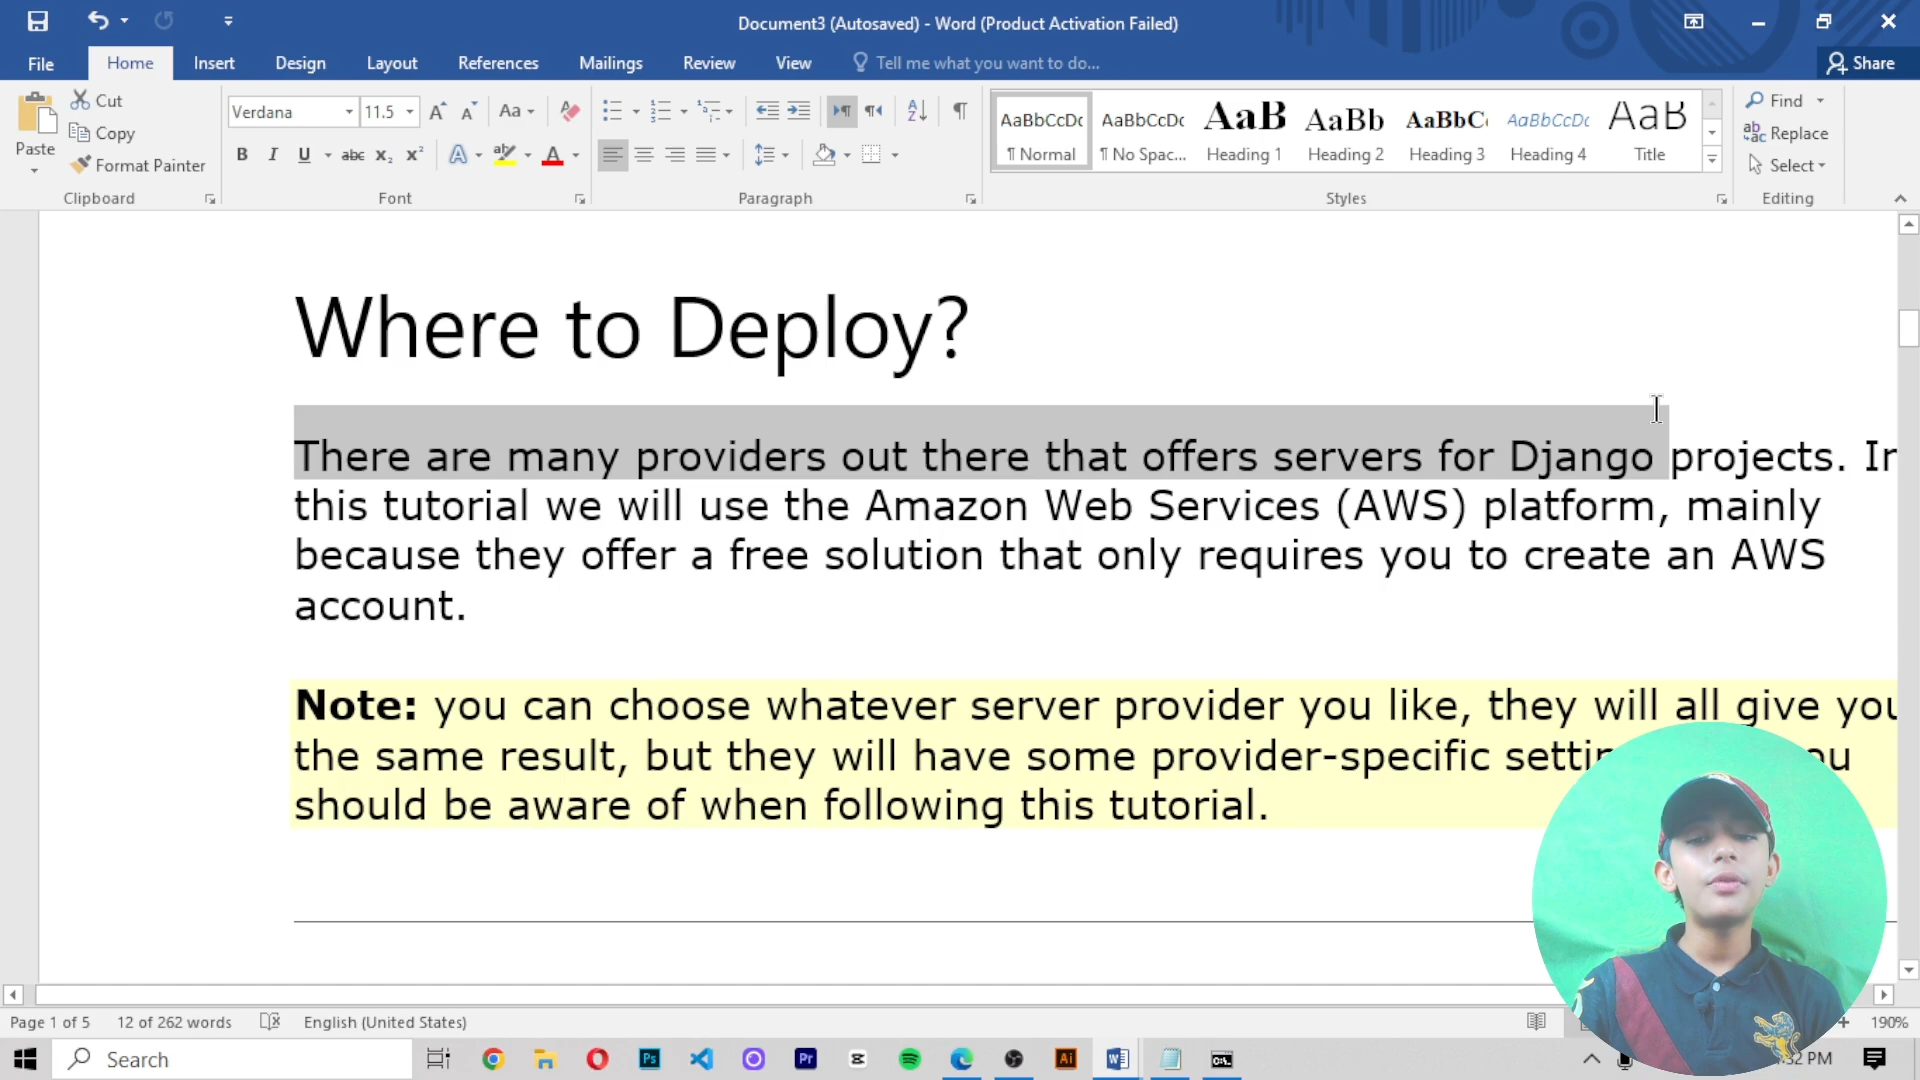 Document3 (Autosaved) - Word (Product Activation Failed)
File Home Insert Design Layout References Mailings Review View Tell me what you want to do... Share
Paste Cut
Copy
Format Painter
Clipboard
Verdana 11.5
Font
Paragraph
AaBbCcDc AaBbCcDc AaB AaBb AaBbC AaBbCcDc AaB
¶ Normal ¶ No Spac... Heading 1 Heading 2 Heading 3 Heading 4 Title
Styles
Find
Replace
Select
Editing
Where to Deploy?
There are many providers out there that offers servers for Django projects. In
this tutorial we will use the Amazon Web Services (AWS) platform, mainly
because they offer a free solution that only requires you to create an AWS
account.
Note: you can choose whatever server provider you like, they will all give you
the same result, but they will have some provider-specific
should be aware of when following this tutorial.
Page 1 of 5 12 of 262 words English (United States) 190%
Search
:32 PM